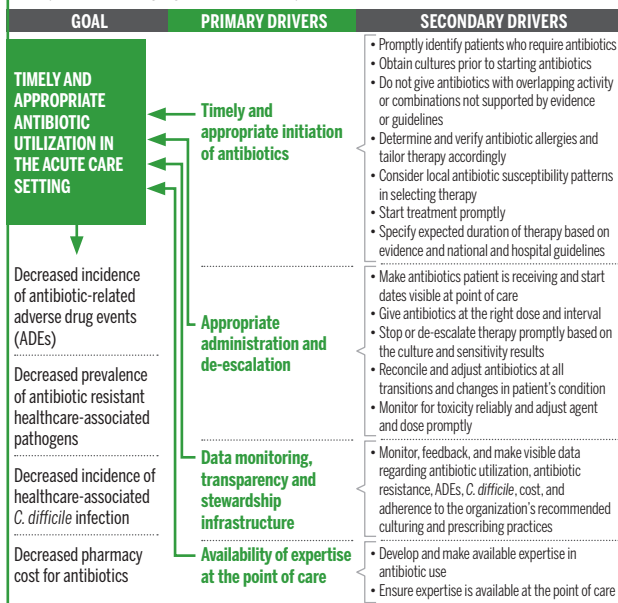 GOAL
PRIMARY DRIVERS
SECONDARY DRIVERS
TIMELY AND
APPROPRIATE
ANTIBIOTIC
UTILIZATION IN
THE ACUTE CARE
SETTING
Decreased incidence
of antibiotic-related
adverse drug events
(ADEs)
Decreased prevalence
of antibiotic resistant
healthcare-associated
pathogens
Decreased incidence of
healthcare-associated
C. difficile infection
Decreased pharmacy
cost for antibiotics
Timely and
appropriate initiation
of antibiotics
• Promptly identify patients who require antibiotics
• Obtain cultures prior to starting antibiotics
• Do not give antibiotics with overlapping activity
or combinations not supported by evidence
or guidelines
• Determine and verify antibiotic allergies and
tailor therapy accordingly
• Consider local antibiotic susceptibility patterns
in selecting therapy
• Start treatment promptly
• Specify expected duration of therapy based on
evidence and national and hospital guidelines
Appropriate
administration and
de-escalation
• Make antibiotics patient is receiving and start
dates visible at point of care
• Give antibiotics at the right dose and interval
• Stop or de-escalate therapy promptly based on
the culture and sensitivity results
• Reconcile and adjust antibiotics at all
transitions and changes in patient's condition
• Monitor for toxicity reliably and adjust agent
and dose promptly
Data monitoring,
transparency and
stewardship
infrastructure
• Monitor, feedback, and make visible data
regarding antibiotic utilization, antibiotic
resistance, ADEs, C. difficile, cost, and
adherence to the organization's recommended
culturing and prescribing practices
Availability of expertise
at the point of care
• Develop and make available expertise in
antibiotic use
• Ensure expertise is available at the point of care